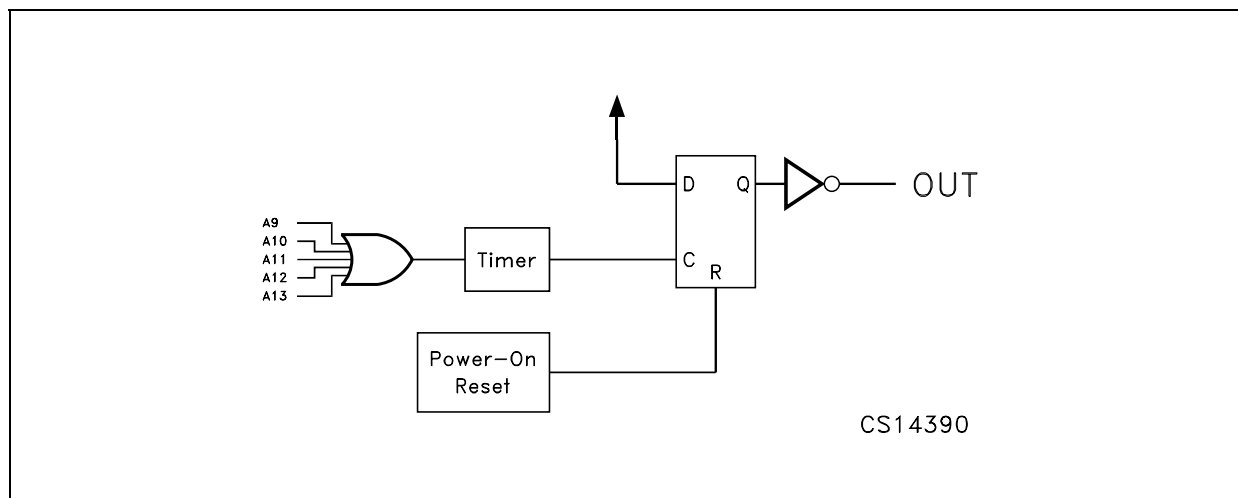 D
Q
OUT
A9
A10
A11
A12
A13
Timer
C
R
Power-On
Reset
CS14390